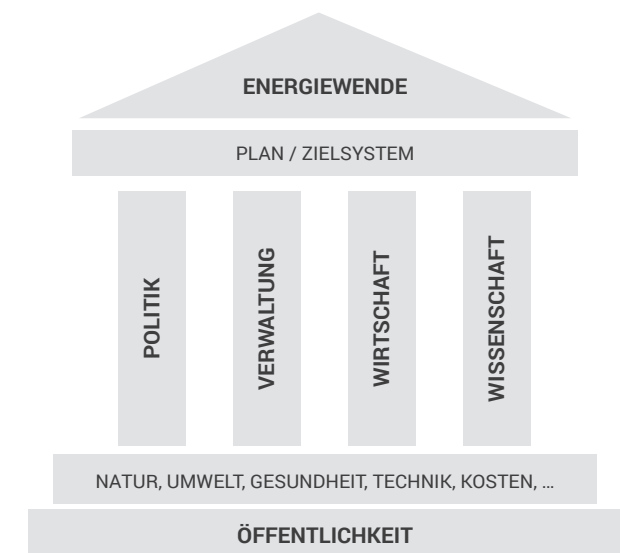 ENERGIEWENDE
PLAN / ZIELSYSTEM
POLITIK
VERWALTUNG
WIRTSCHAFT
WISSENSCHAFT
NATUR, UMWELT, GESUNDHEIT, TECHNIK, KOSTEN, ...
ÖFFENTLICHKEIT